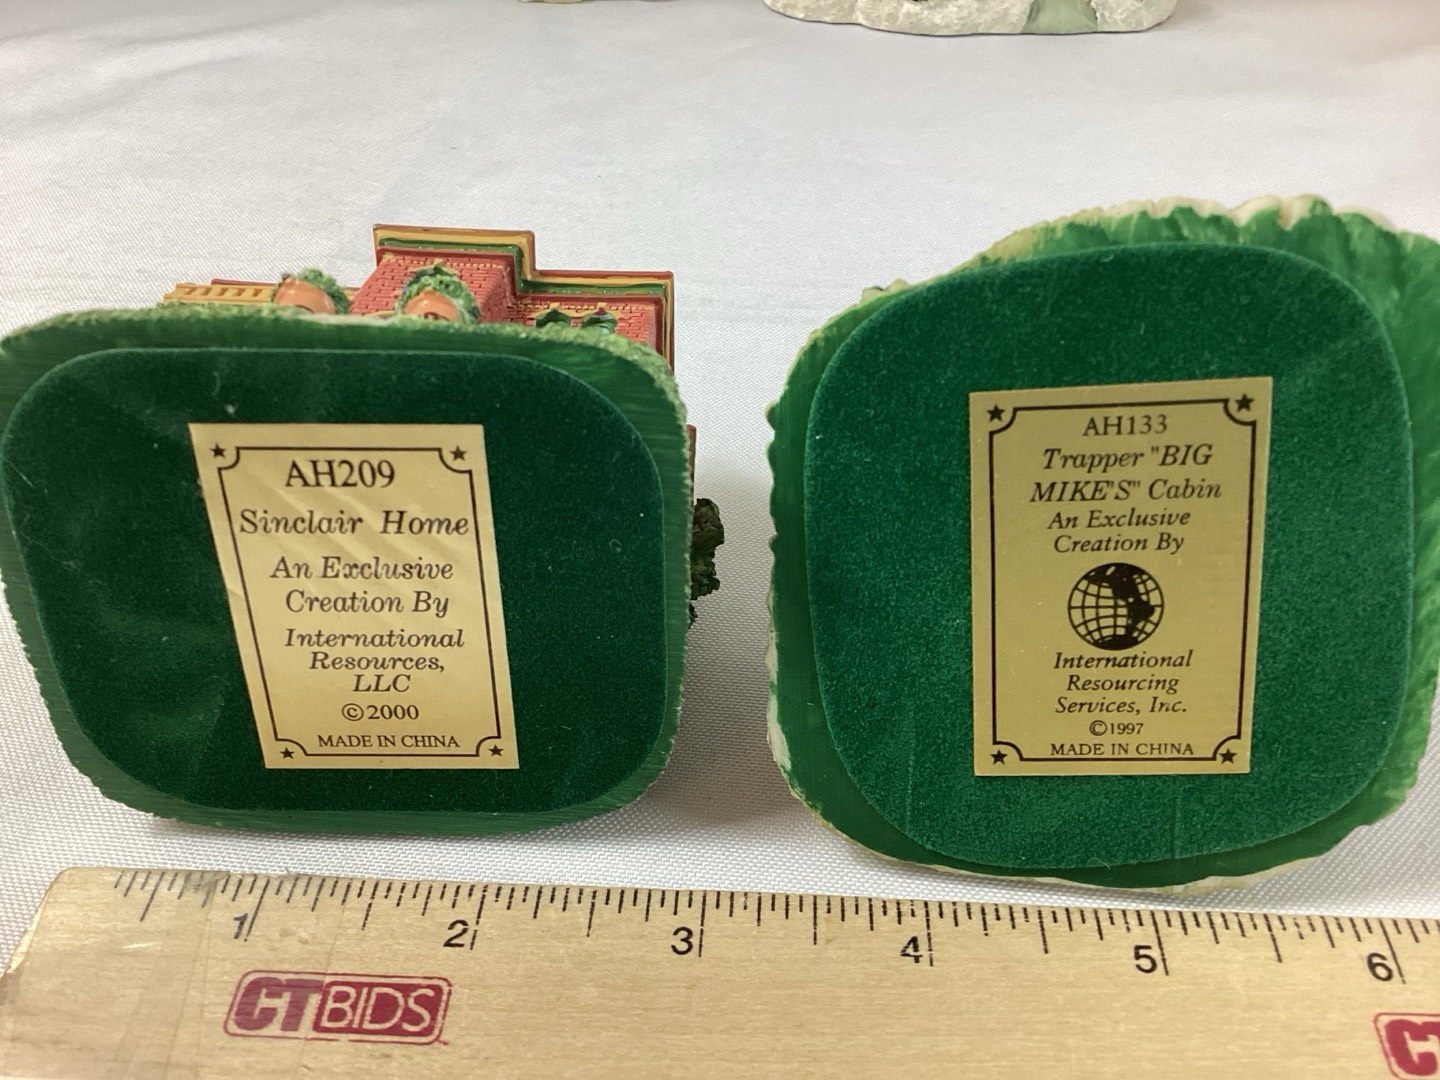 AH209
Sinclair Home
An Exclusive
Creation By
International
Resources,
LLC
©2000
MADE IN CHINA
AH133
Trapper "BIG
MIKE'S" Cabin
An Exclusive
Creation By
International
Resourcing
Services, Inc.
©1997
MADE IN CHINA
1 2 3 4 5 6
CTBIDS
CT